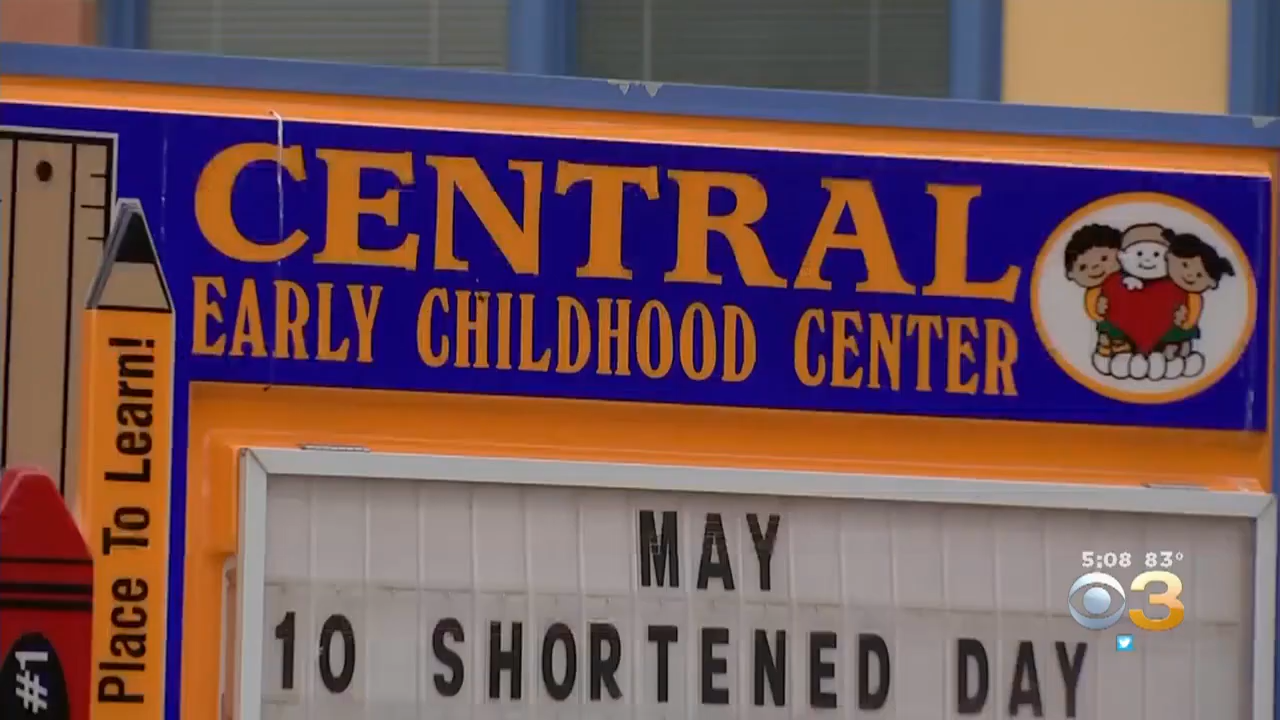 CENTRAL
EARLY CHILDHOOD CENTER
#1
Place To Learn!
MAY
10 SHORTENED DAY
5:08 83°
3